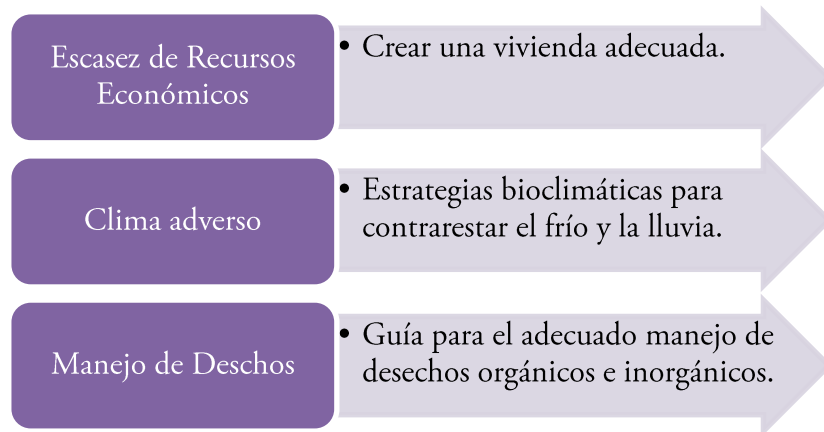 Escasez de Recursos
Económicos
• Crear una vivienda adecuada.
Clima adverso
• Estrategias bioclimáticas para
contrarestar el frío y la lluvia.
Manejo de Deschos
• Guía para el adecuado manejo de
desechos orgánicos e inorgánicos.